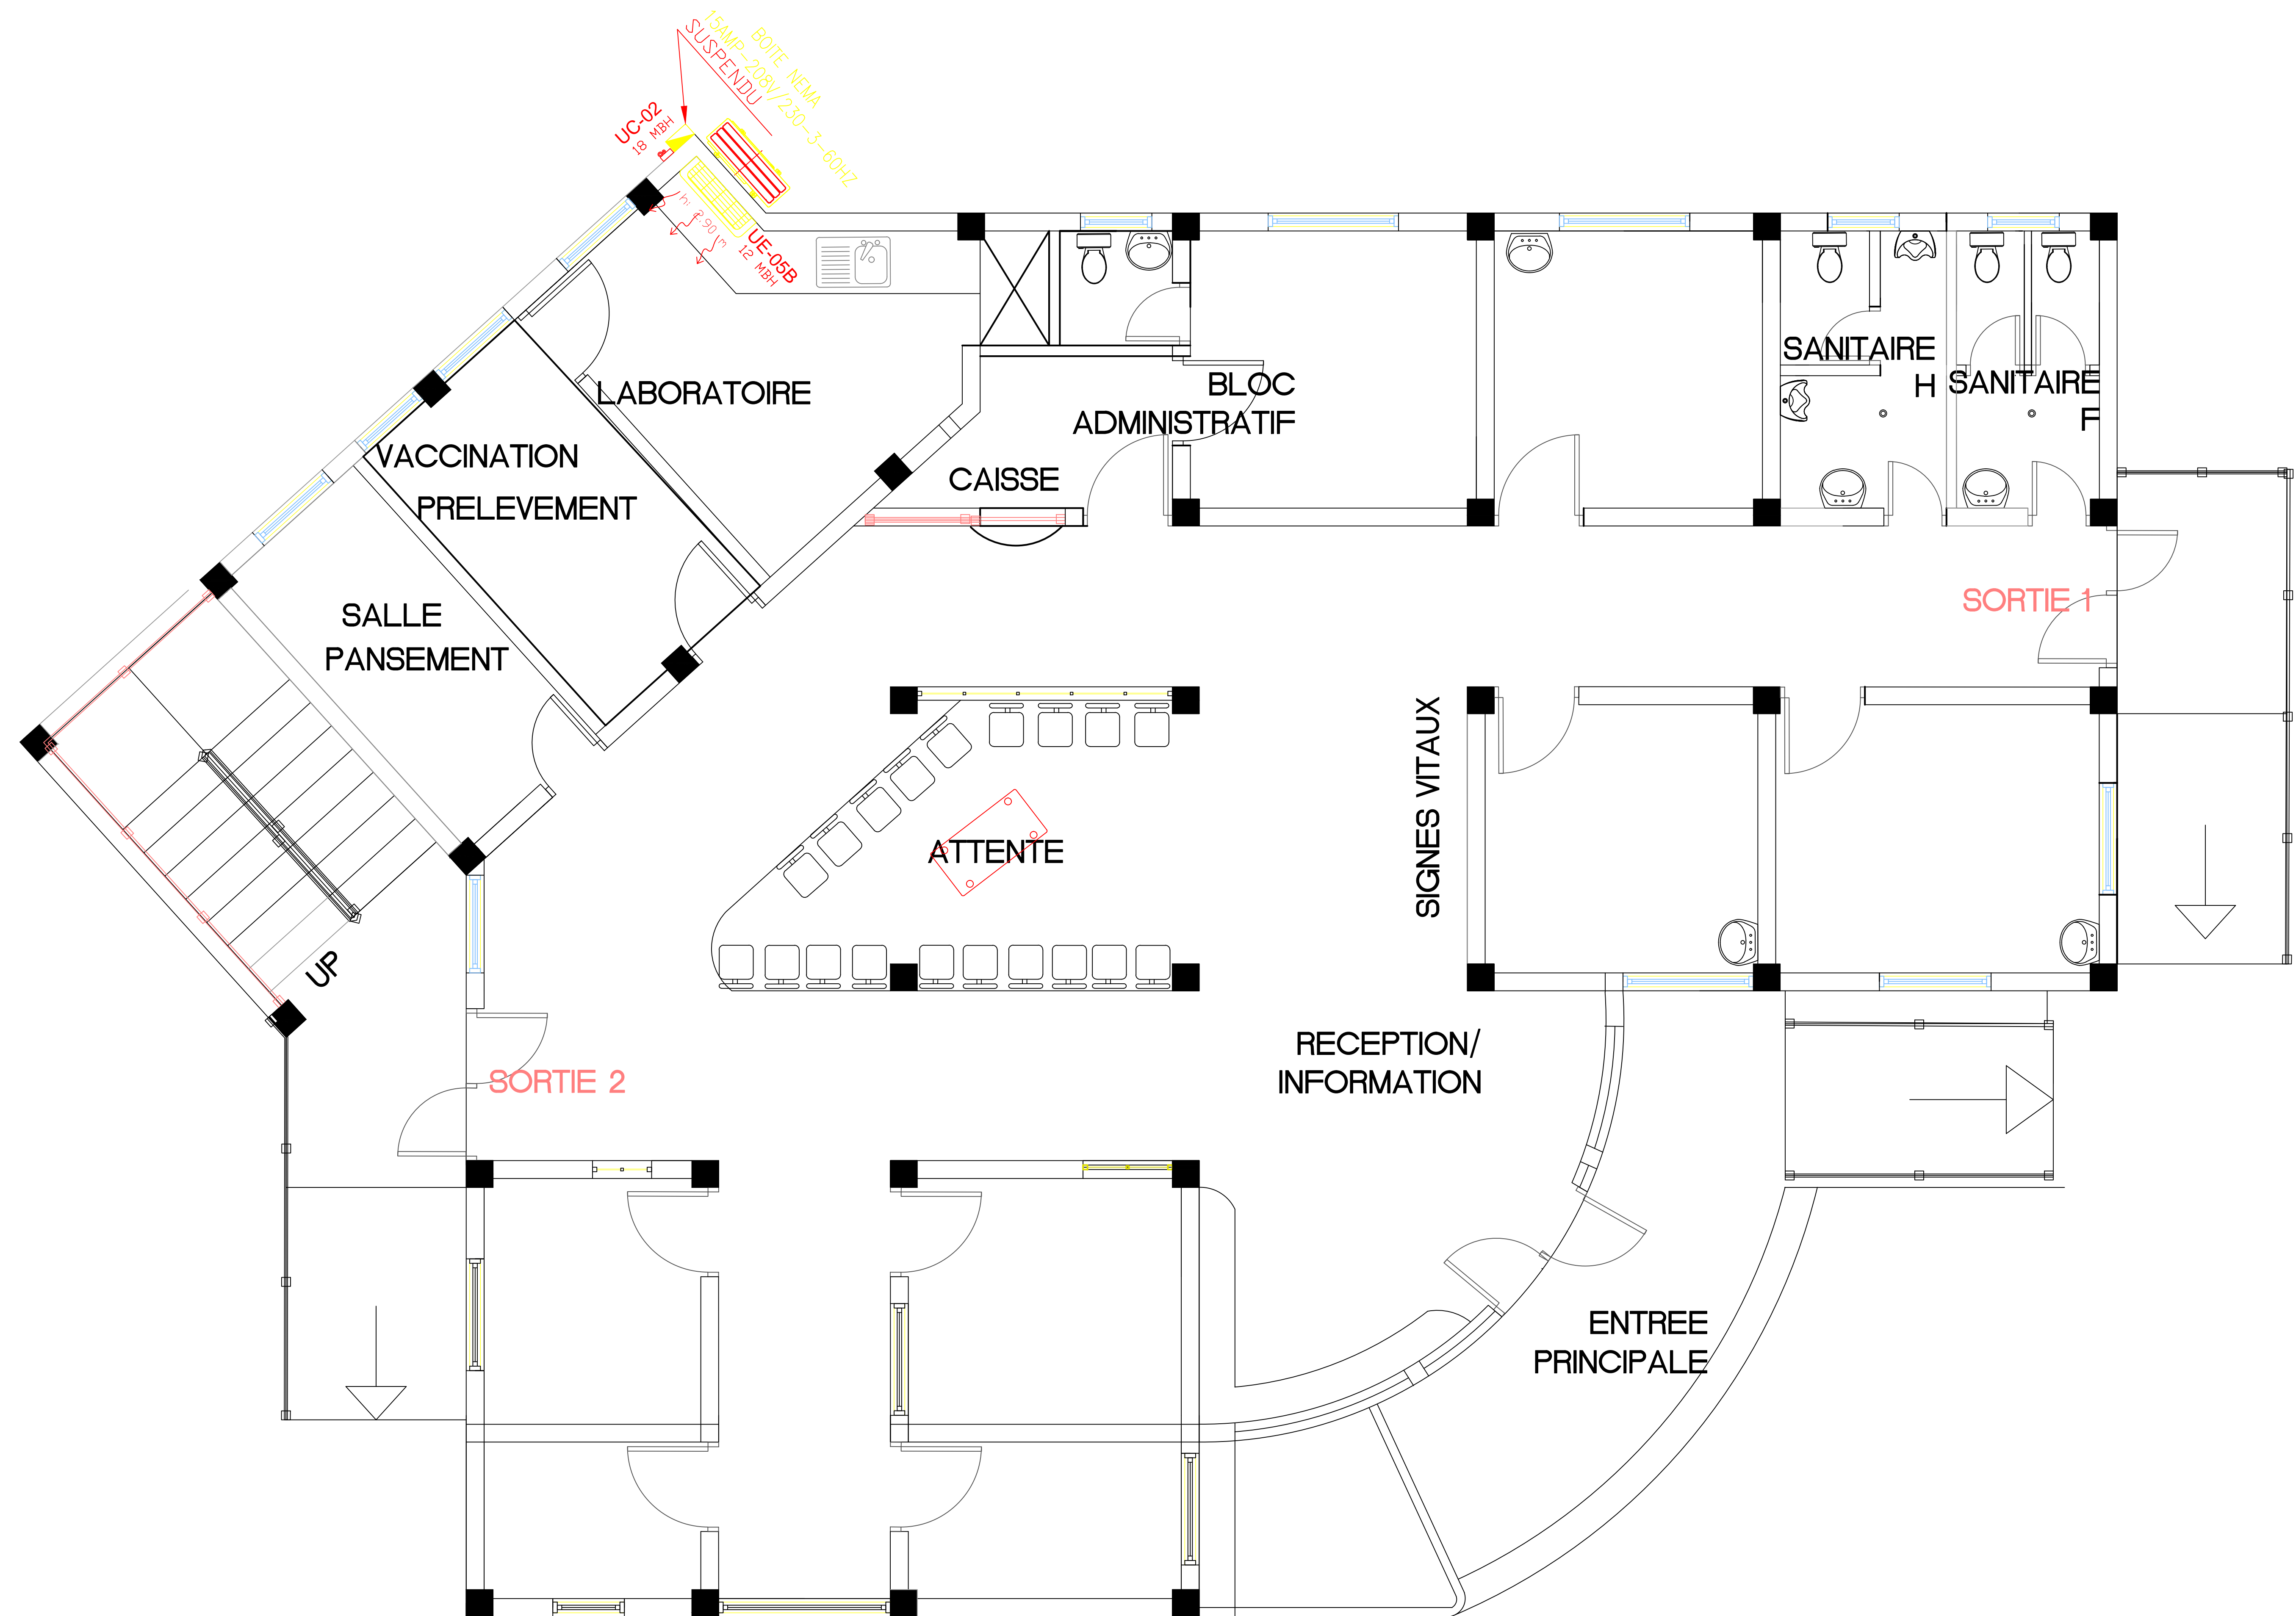 BOITE NEMA
15AMP-208V/230-3-60HZ
SUSPENDU
UC-02
18 MBH
h: 2.90 m
UE-05B
12 MBH
LABORATOIRE
BLOC
ADMINISTRATIF
SANITAIRE
H
SANITAIRE
F
VACCINATION
PRELEVEMENT
CAISSE
SALLE
PANSEMENT
SORTIE 1
SIGNES VITAUX
ATTENTE
UP
RECEPTION/
INFORMATION
SORTIE 2
ENTREE
PRINCIPALE